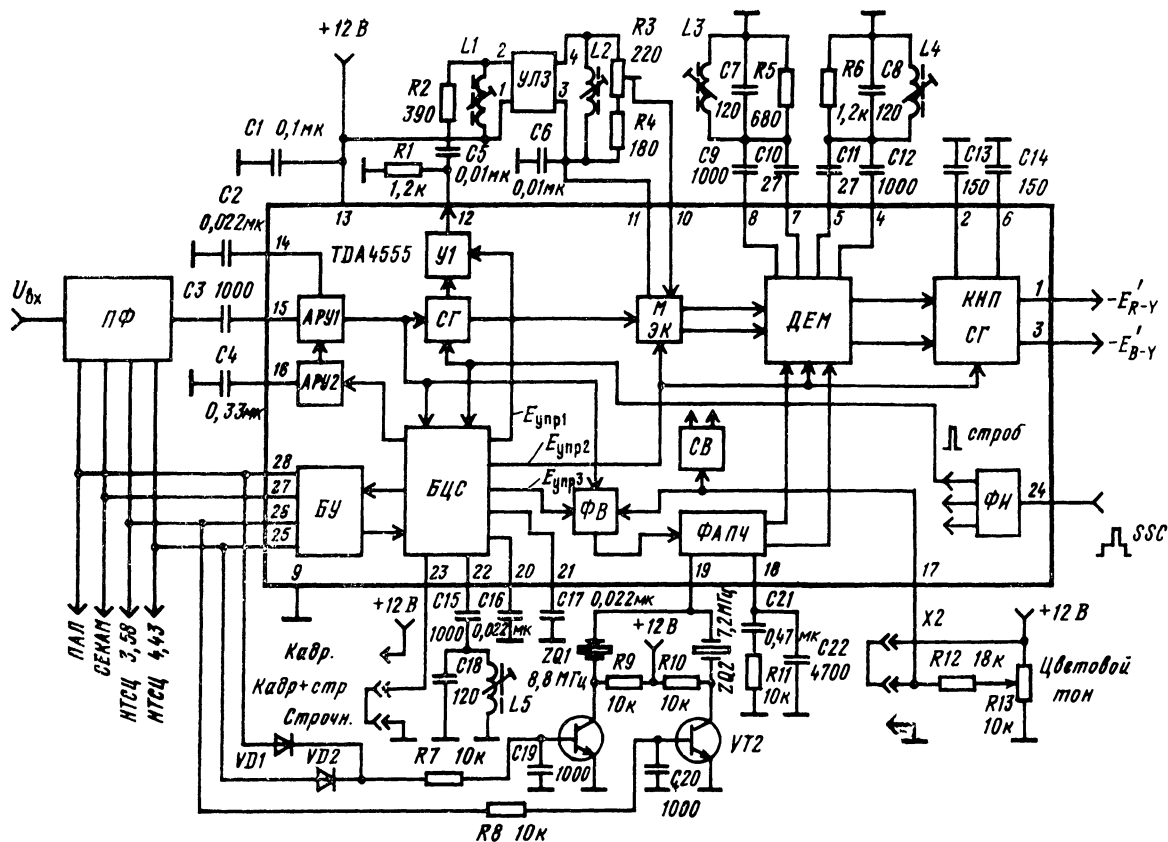 +12 В
L1
2
УЛЗ
4
L2
R3
220
L3
C7
120
R5
680
R6
1,2к
C8
120
L4
R2
390
1
3
C1 0,1мк
R1
1,2к
C5
0,01мк
C6
0,01мк
R4
180
C9
1000
C10
27
C11
27
C12
1000
C13
150
C14
150
C2
0,022мк
13
12
11
10
8
7
5
4
2
6
14
TDA4555
У1
Uвх
ПФ
C3 1000
15
АРУ1
СГ
М
ЭК
ДЕМ
КНП
СГ
1
-E'R-Y
3
-E'B-Y
C4
0,33мк
16
АРУ2
Eупр1
Eупр2
Eупр3
СВ
строб
28
27
26
25
БУ
БЦС
ФВ
ФАПЧ
ФИ
24
SSC
9
23
22
20
21
19
18
17
ПАЛ
СЕКАМ
НТСЦ 3,58
НТСЦ 4,43
+12 В
C15
1000
C16
0,022мк
C17
0,022мк
ZQ1
8,8МГц
+12В
7,2МГц
ZQ2
C21
0,47 мк
C22
4700
X2
+12 В
Кадр.
Кадр+стр
Строчн.
C18
120
L5
R9
10к
R10
10к
R11
10к
R12
18к
R13
10к
Цветовой
тон
VD1
VD2
R7
10к
C19
1000
VT2
C20
1000
R8 10к